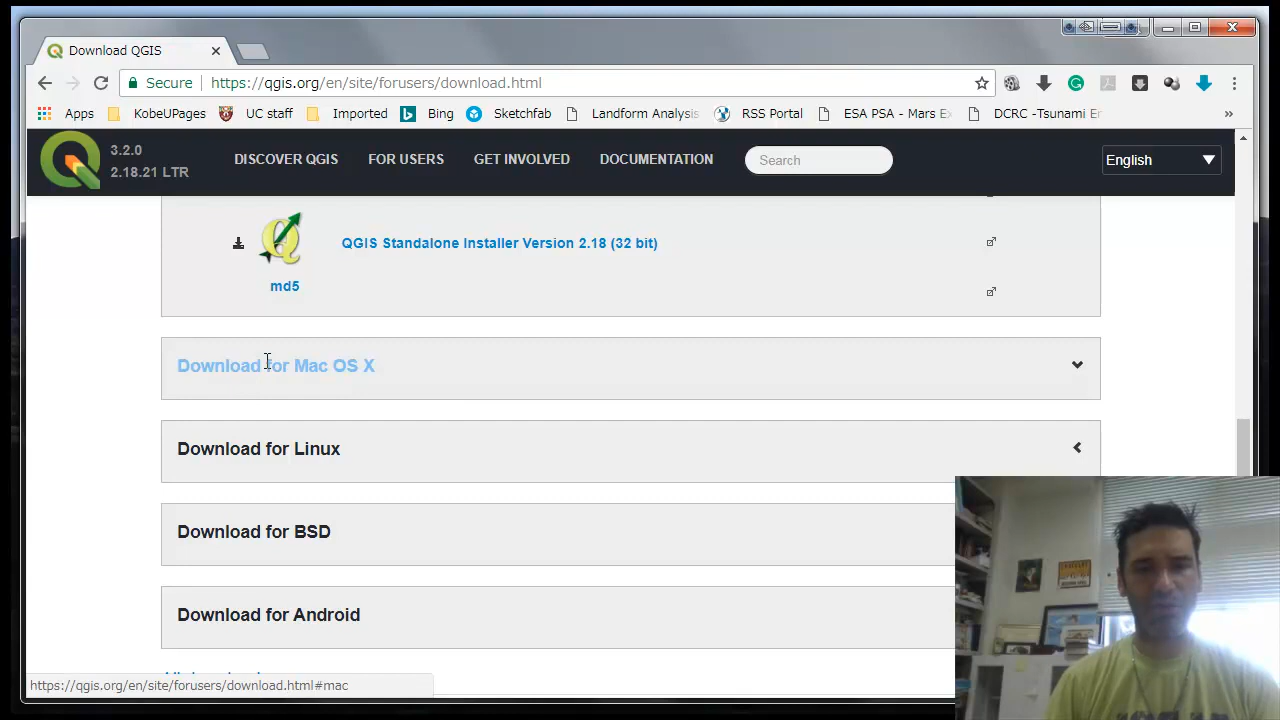 Download QGIS
Secure https://qgis.org/en/site/forusers/download.html
Apps KobeUPages UC staff Imported Bing Sketchfab Landform Analysis RSS Portal ESA PSA - Mars Ex DCRC -Tsunami Er »
3.2.0
2.18.21 LTR
DISCOVER QGIS FOR USERS GET INVOLVED DOCUMENTATION Search English
QGIS Standalone Installer Version 2.18 (32 bit)
md5
Download for Mac OS X
Download for Linux
Download for BSD
Download for Android
https://qgis.org/en/site/forusers/download.html#mac